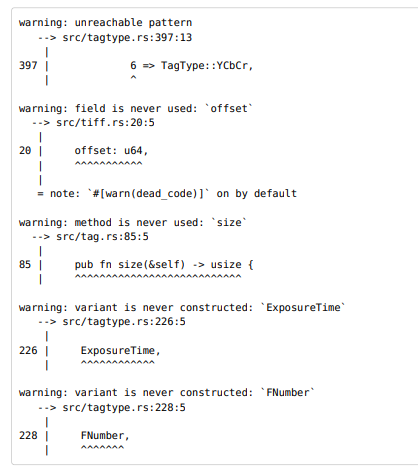 warning: unreachable pattern
   --> src/tagtype.rs:397:13
    |
397 |             6 => TagType::YCbCr,
    |             ^

warning: field is never used: `offset`
  --> src/tiff.rs:20:5
   |
20 |     offset: u64,
   |     ^^^^^^^^^^^
   |
   = note: `#[warn(dead_code)]` on by default

warning: method is never used: `size`
  --> src/tag.rs:85:5
   |
85 |     pub fn size(&self) -> usize {
   |     ^^^^^^^^^^^^^^^^^^^^^^^^^^^

warning: variant is never constructed: `ExposureTime`
   --> src/tagtype.rs:226:5
    |
226 |     ExposureTime,
    |     ^^^^^^^^^^^^

warning: variant is never constructed: `FNumber`
   --> src/tagtype.rs:228:5
    |
228 |     FNumber,
    |     ^^^^^^^